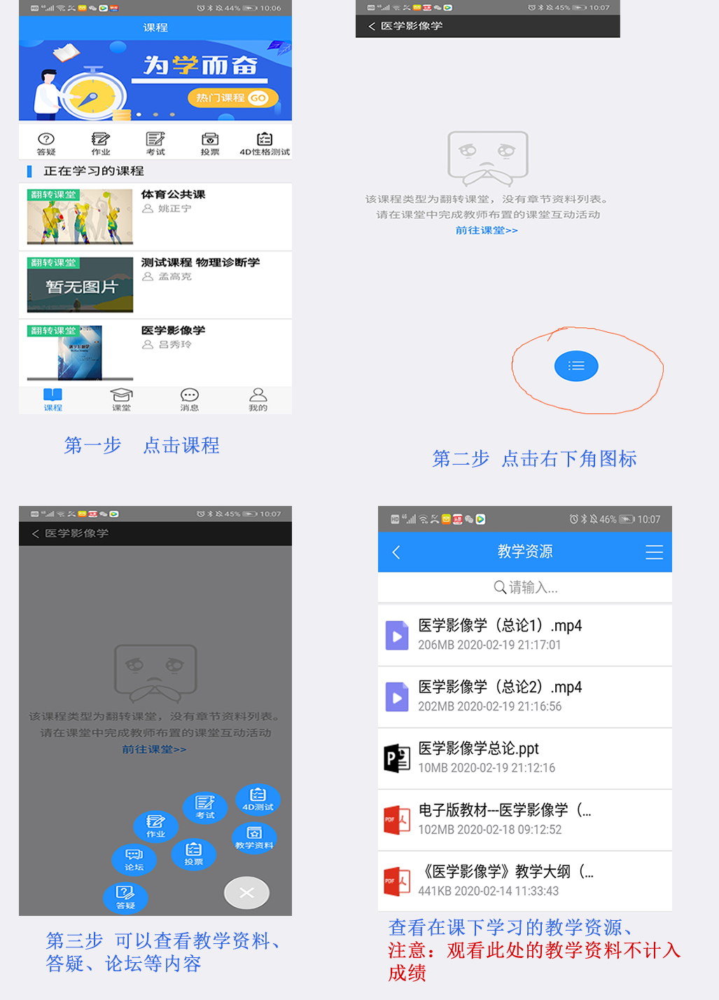 HD 46 44% 10:06
课程
为学而奋
热门课程 GO
答疑 作业 考试 投票 4D性格测试
正在学习的课程
翻转课堂
体育公共课
姚正宁
翻转课堂
暂无图片
测试课程 物理诊断学
孟高克
翻转课堂
医学影像学
医学影像学
吕秀玲
课程 课堂 消息 我的
第一步 点击课程
HD 46 45% 10:07
< 医学影像学
该课程类型为翻转课堂，没有章节资料列表。
请在课堂中完成教师布置的课堂互动活动
前往课堂>>
第二步 点击右下角图标
HD 46 45% 10:07
< 医学影像学
该课程类型为翻转课堂，没有章节资料列表。
请在课堂中完成教师布置的课堂互动活动
前往课堂>>
4D测试
考试
作业
教学资料
投票
论坛
答疑
第三步 可以查看教学资料、
答疑、论坛等内容
HD 46 46% 10:07
教学资源
请输入...
医学影像学（总论1）.mp4
206MB 2020-02-19 21:17:01
医学影像学（总论2）.mp4
202MB 2020-02-19 21:16:56
P
医学影像学总论.ppt
10MB 2020-02-19 21:12:16
PDF
电子版教材---医学影像学（...
102MB 2020-02-18 09:12:52
PDF
《医学影像学》教学大纲（...
441KB 2020-02-14 11:33:43
查看在课下学习的教学资源、
注意：观看此处的教学资料不计入
成绩